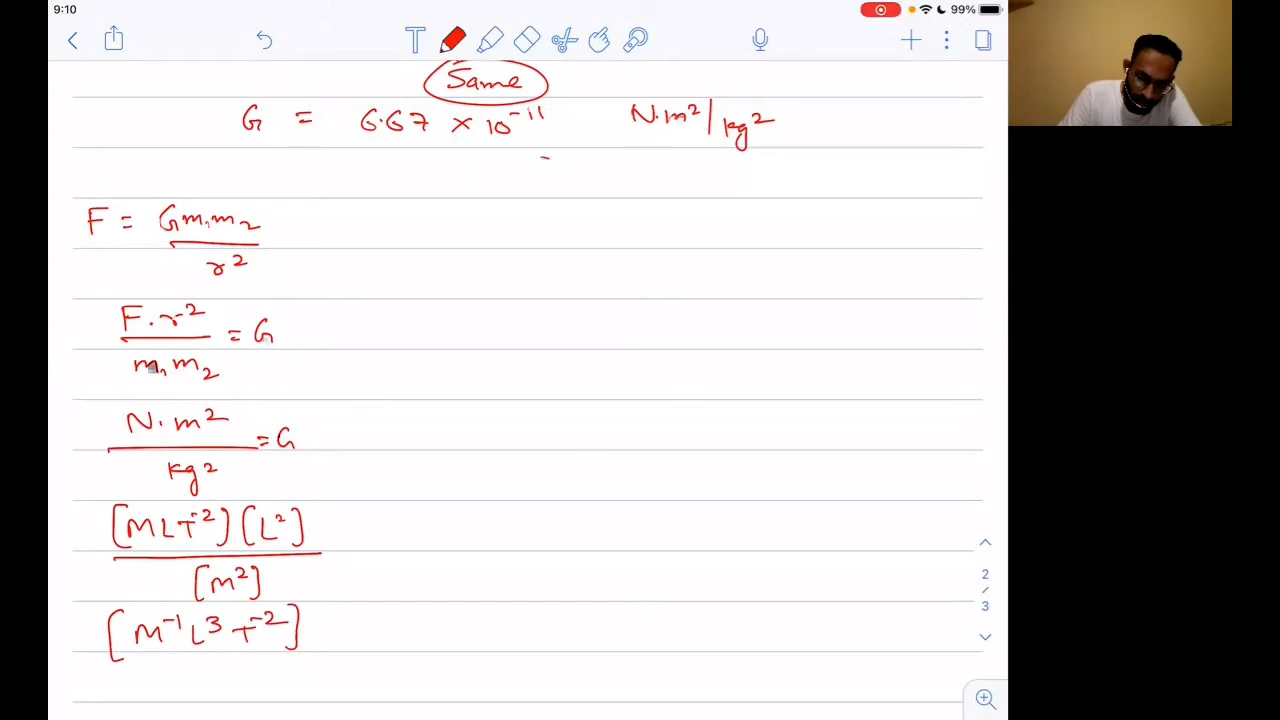 9:10
99%
T
Same
G = 6.67 × 10⁻¹¹ N·m²/kg²
F = Gm₁m₂
r²
F·r²
= G
m₁m₂
N·m²
= G
kg²
[MLT⁻²] [L²]
[M²]
[M⁻¹L³T⁻²]
2
/
3